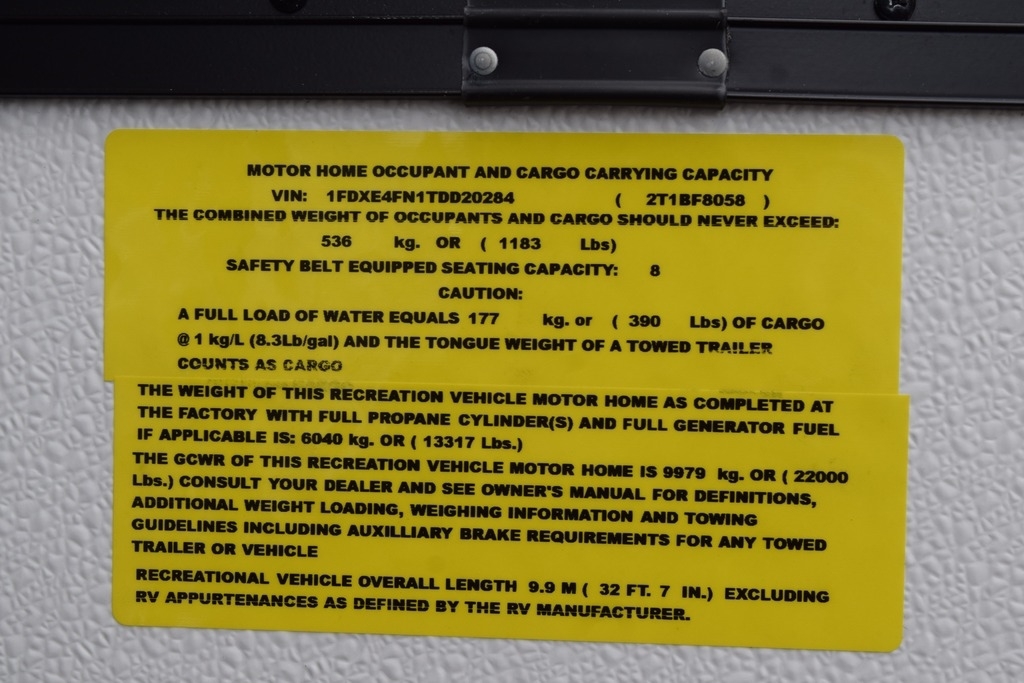 MOTOR HOME OCCUPANT AND CARGO CARRYING CAPACITY
VIN: 1FDXE4FN1TDD20284 ( 2T1BF8058 )
THE COMBINED WEIGHT OF OCCUPANTS AND CARGO SHOULD NEVER EXCEED:
536 kg. OR ( 1183 Lbs)
SAFETY BELT EQUIPPED SEATING CAPACITY: 8
CAUTION:
A FULL LOAD OF WATER EQUALS 177 kg. or ( 390 Lbs) OF CARGO
@ 1 kg/L (8.3Lb/gal) AND THE TONGUE WEIGHT OF A TOWED TRAILER
COUNTS AS CARGO
THE WEIGHT OF THIS RECREATION VEHICLE MOTOR HOME AS COMPLETED AT
THE FACTORY WITH FULL PROPANE CYLINDER(S) AND FULL GENERATOR FUEL
IF APPLICABLE IS: 6040 kg. OR ( 13317 Lbs.)
THE GCWR OF THIS RECREATION VEHICLE MOTOR HOME IS 9979 kg. OR ( 22000
Lbs.) CONSULT YOUR DEALER AND SEE OWNER'S MANUAL FOR DEFINITIONS,
ADDITIONAL WEIGHT LOADING, WEIGHING INFORMATION AND TOWING
GUIDELINES INCLUDING AUXILLIARY BRAKE REQUIREMENTS FOR ANY TOWED
TRAILER OR VEHICLE
RECREATIONAL VEHICLE OVERALL LENGTH 9.9 M ( 32 FT. 7 IN.) EXCLUDING
RV APPURTENANCES AS DEFINED BY THE RV MANUFACTURER.